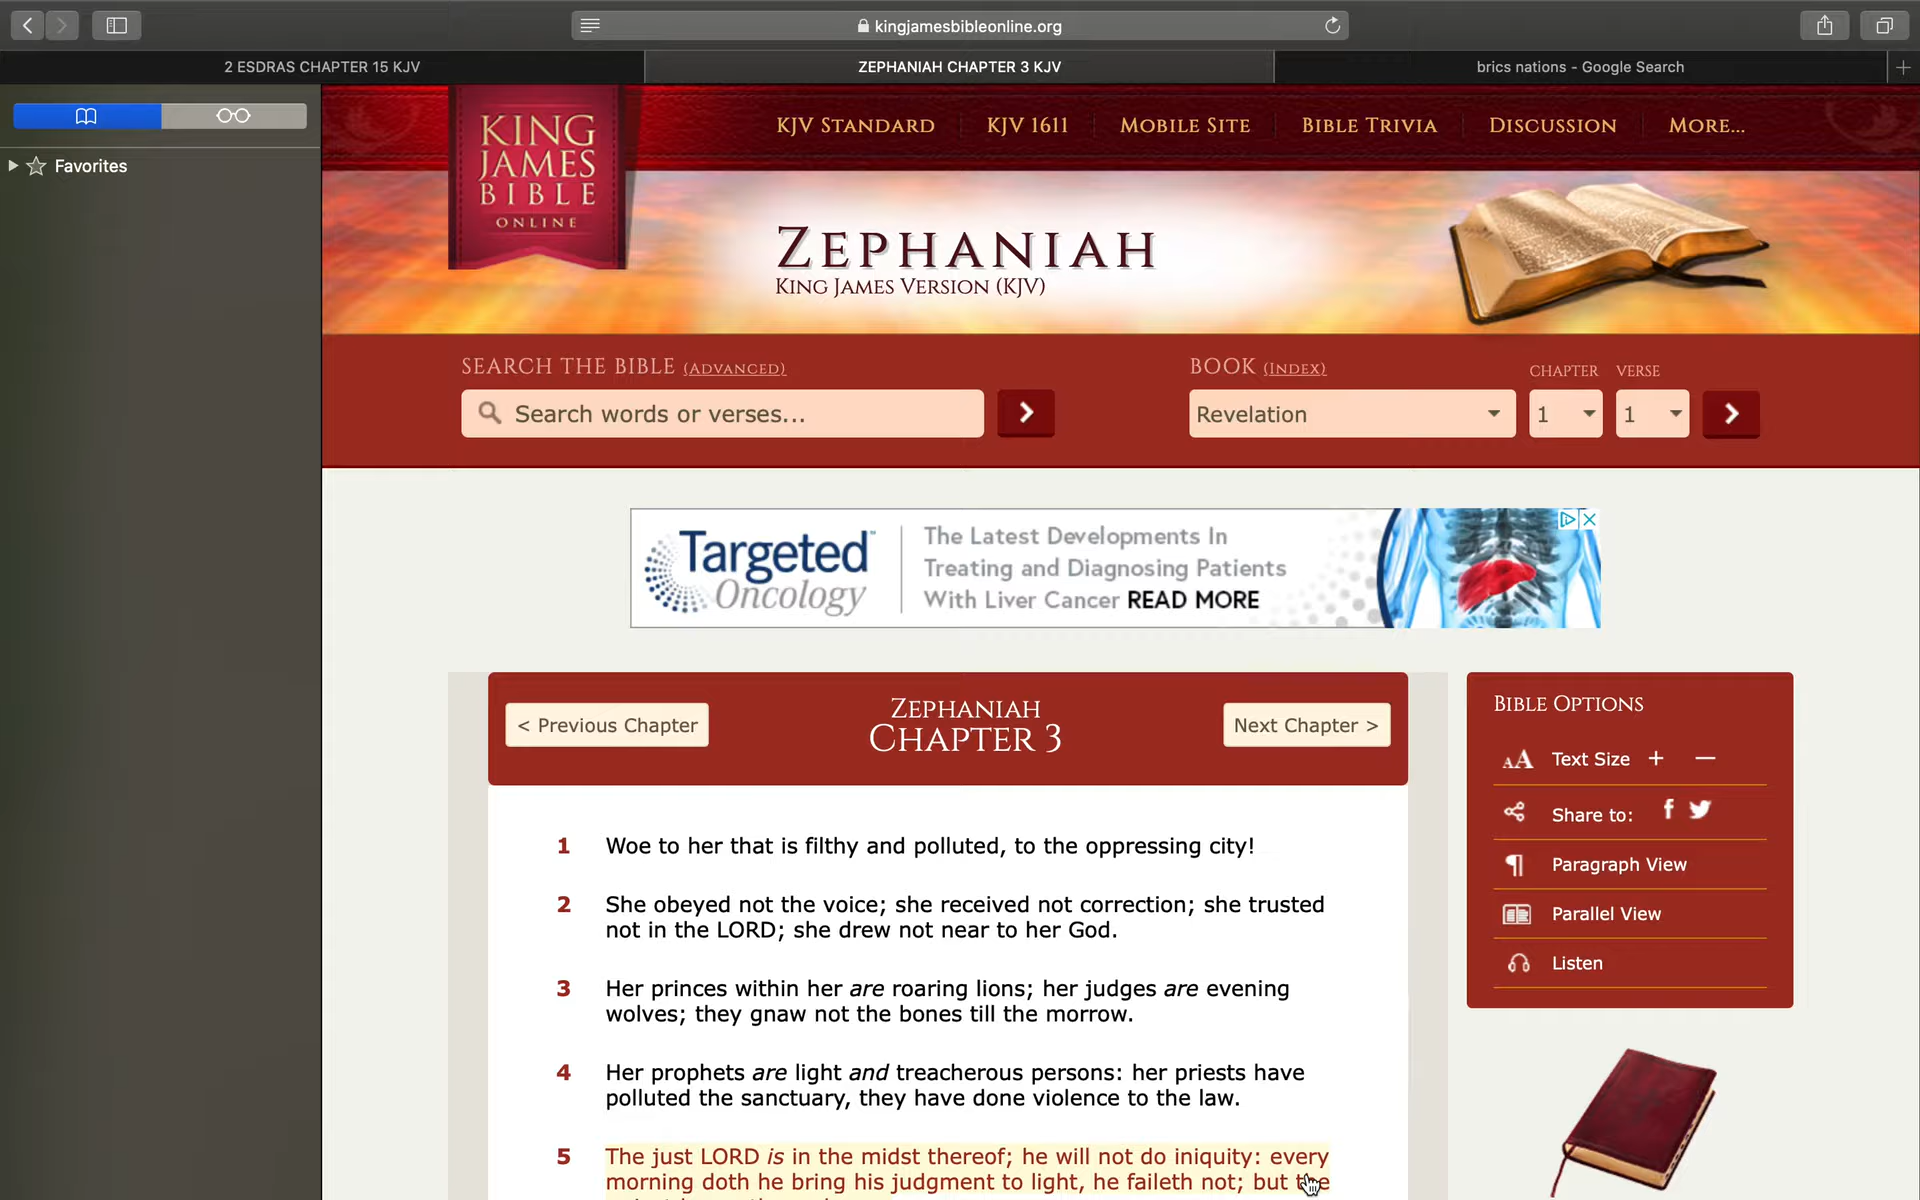 kingjamesbibleonline.org
2 ESDRAS CHAPTER 15 KJV
ZEPHANIAH CHAPTER 3 KJV
brics nations - Google Search
Favorites
KING
JAMES
BIBLE
ONLINE
KJV STANDARD
KJV 1611
MOBILE SITE
BIBLE TRIVIA
DISCUSSION
MORE...
ZEPHANIAH
KING JAMES VERSION (KJV)
SEARCH THE BIBLE (ADVANCED)
Search words or verses...
BOOK (INDEX)
CHAPTER
VERSE
Revelation
1
1
Targeted™
Oncology
The Latest Developments In
Treating and Diagnosing Patients
With Liver Cancer READ MORE
< Previous Chapter
ZEPHANIAH
CHAPTER 3
Next Chapter >
1 Woe to her that is filthy and polluted, to the oppressing city!
2 She obeyed not the voice; she received not correction; she trusted
not in the LORD; she drew not near to her God.
3 Her princes within her are roaring lions; her judges are evening
wolves; they gnaw not the bones till the morrow.
4 Her prophets are light and treacherous persons: her priests have
polluted the sanctuary, they have done violence to the law.
5 The just LORD is in the midst thereof; he will not do iniquity: every
morning doth he bring his judgment to light, he faileth not; but the
BIBLE OPTIONS
AA Text Size + —
Share to:
Paragraph View
Parallel View
Listen